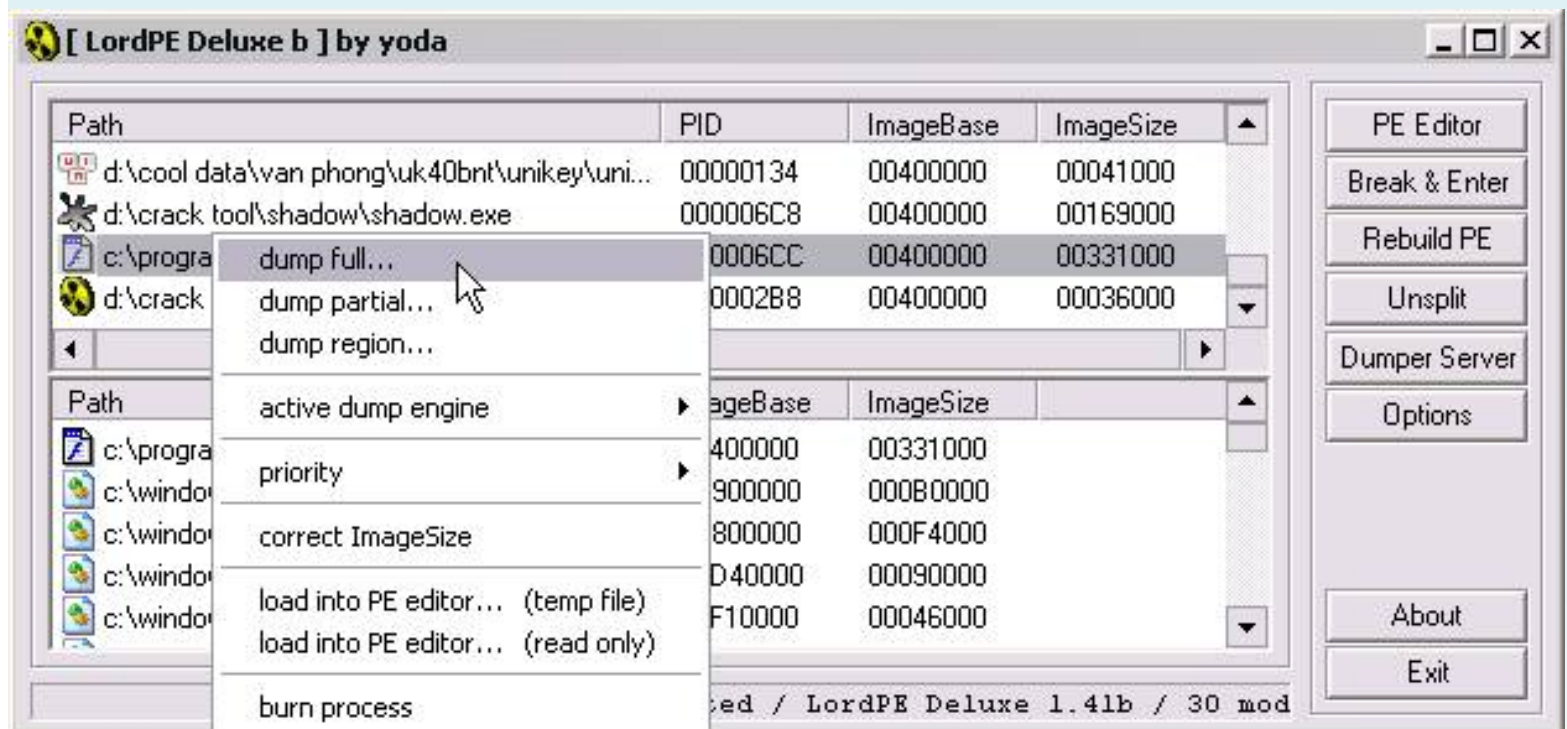 [ LordPE Deluxe b ] by yoda
Path PID ImageBase ImageSize
d:\cool data\van phong\uk40bnt\unikey\uni... 00000134 00400000 00041000
d:\crack tool\shadow\shadow.exe 000006C8 00400000 00169000
c:\progra 0006CC 00400000 00331000
d:\crack 0002B8 00400000 00036000
Path ageBase ImageSize
c:\progra 400000 00331000
c:\windo 900000 000B0000
c:\windo 800000 000F4000
c:\windo D40000 00090000
c:\windo F10000 00046000
dump full...
dump partial...
dump region...
active dump engine
priority
correct ImageSize
load into PE editor... (temp file)
load into PE editor... (read only)
burn process
ted / LordPE Deluxe 1.41b / 30 mod
PE Editor
Break & Enter
Rebuild PE
Unsplit
Dumper Server
Options
About
Exit